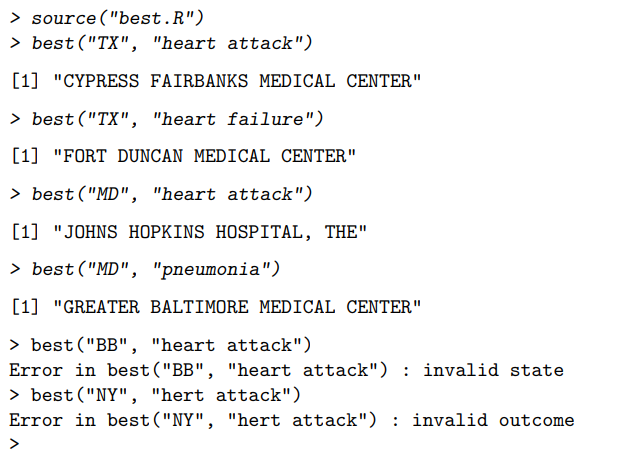 > source("best.R")
> best("TX", "heart attack")
[1] "CYPRESS FAIRBANKS MEDICAL CENTER"
> best("TX", "heart failure")
[1] "FORT DUNCAN MEDICAL CENTER"
> best("MD", "heart attack")
[1] "JOHNS HOPKINS HOSPITAL, THE"
> best("MD", "pneumonia")
[1] "GREATER BALTIMORE MEDICAL CENTER"
> best("BB", "heart attack")
Error in best("BB", "heart attack") : invalid state
> best("NY", "hert attack")
Error in best("NY", "hert attack") : invalid outcome
>